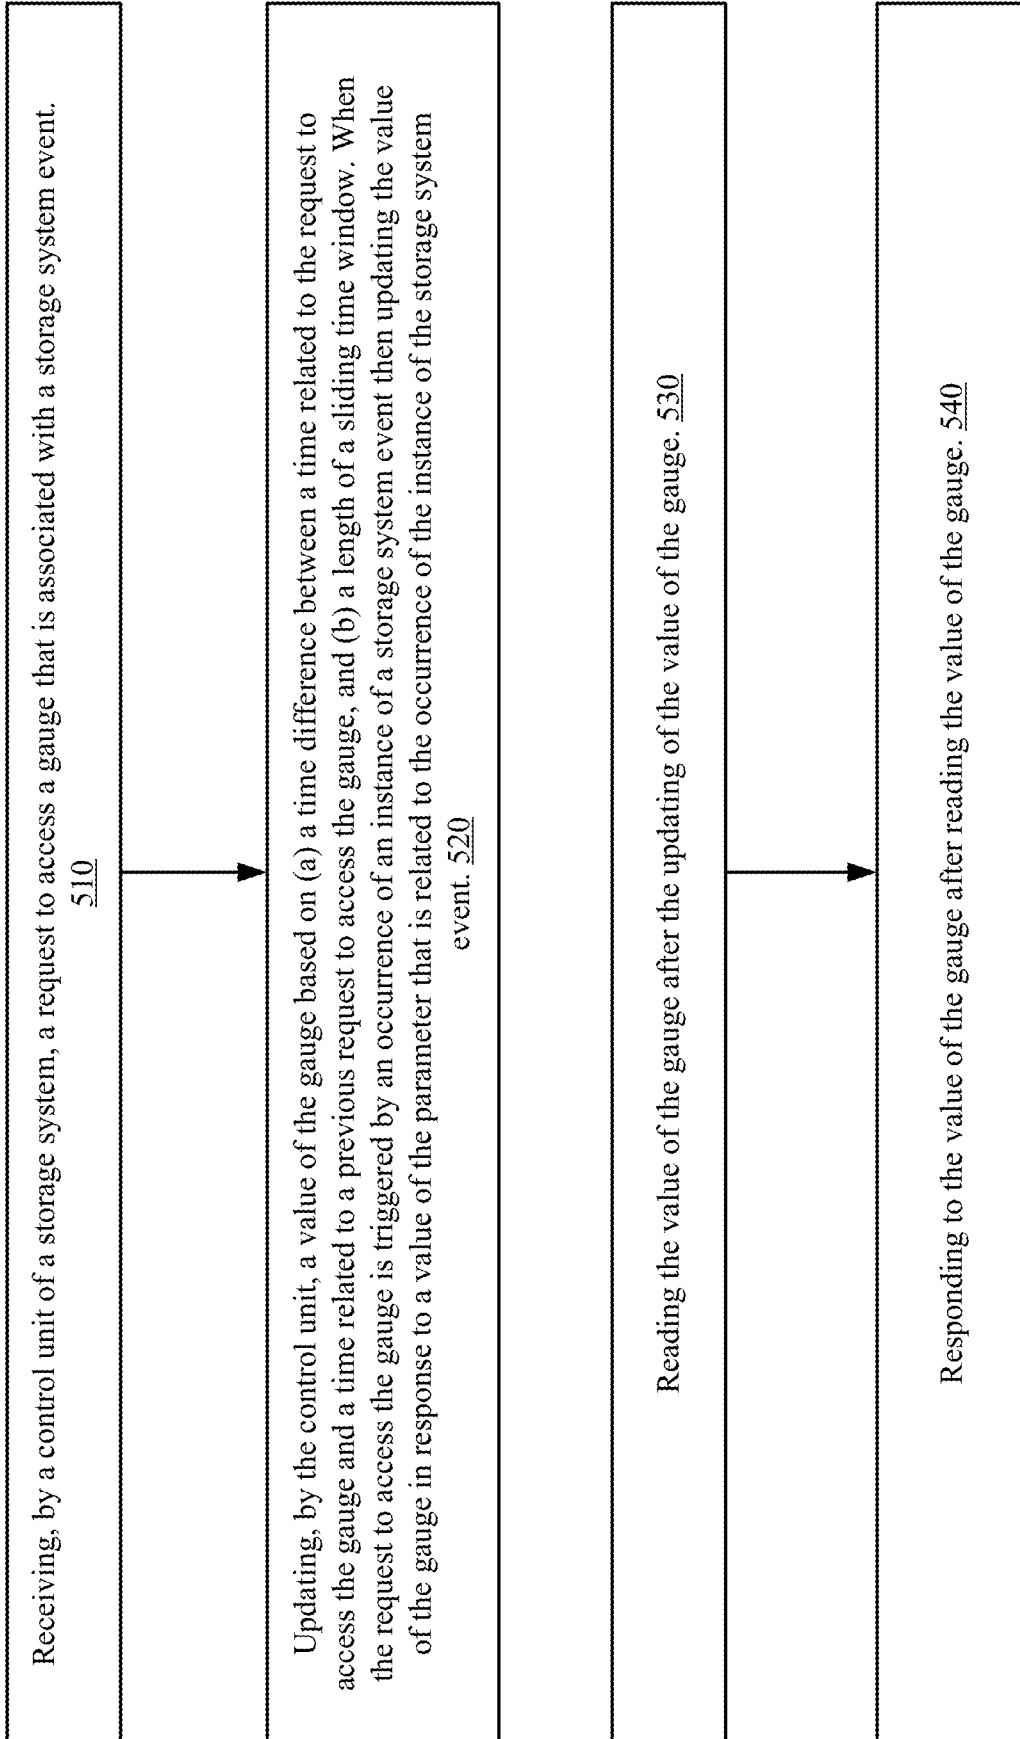 Receiving, by a control unit of a storage system, a request to access a gauge that is associated with a storage system event.
510
Updating, by the control unit, a value of the gauge based on (a) a time difference between a time related to the request to
access the gauge and a time related to a previous request to access the gauge, and (b) a length of a sliding time window. When
the request to access the gauge is triggered by an occurrence of an instance of a storage system event then updating the value
of the gauge in response to a value of the parameter that is related to the occurrence of the instance of the storage system
event. 520
Reading the value of the gauge after the updating of the value of the gauge. 530
Responding to the value of the gauge after reading the value of the gauge. 540